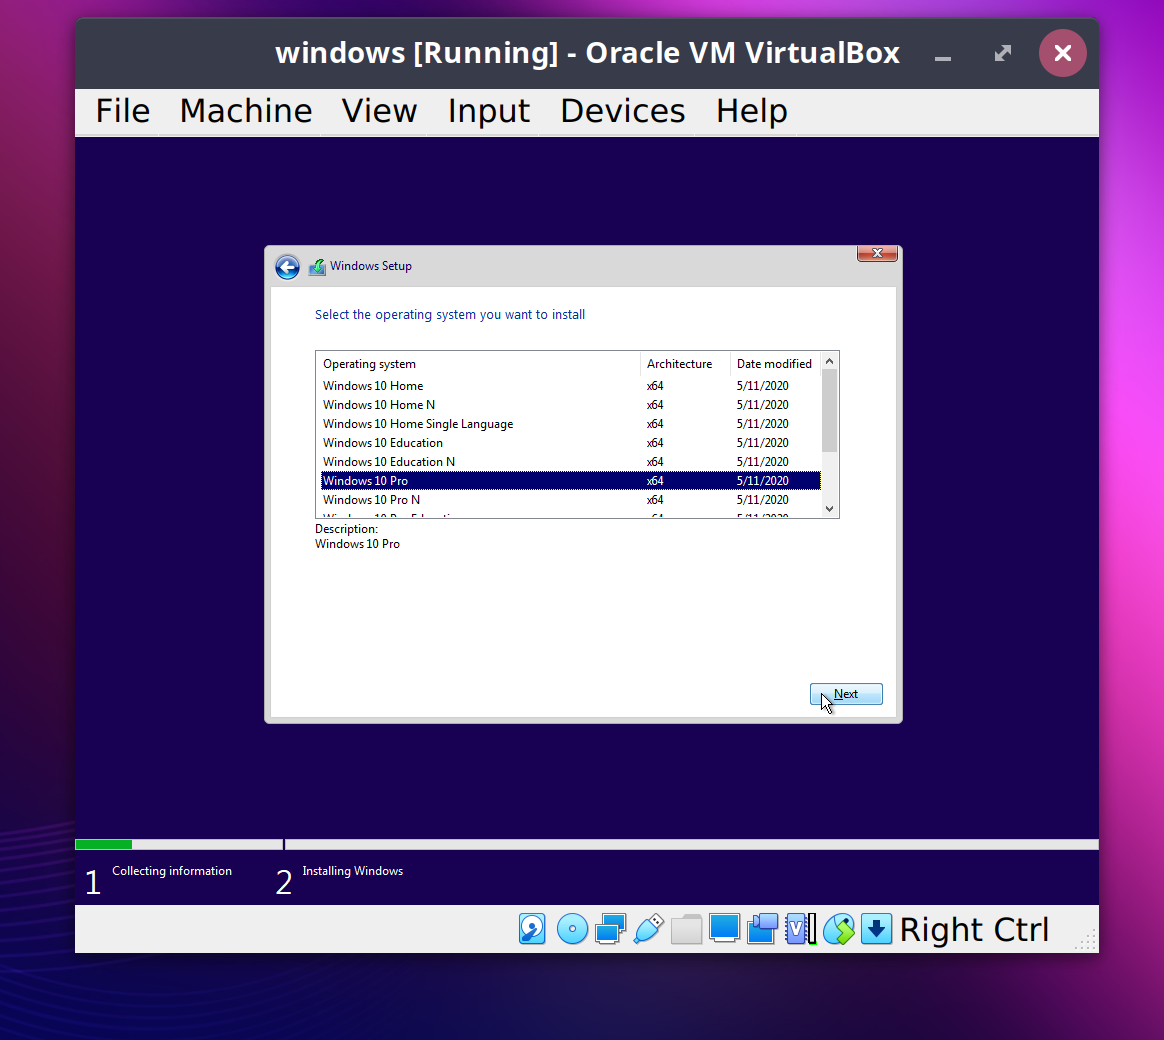 windows [Running] - Oracle VM VirtualBox
File Machine View Input Devices Help
Windows Setup
Select the operating system you want to install
Operating system Architecture Date modified
Windows 10 Home x64 5/11/2020
Windows 10 Home N x64 5/11/2020
Windows 10 Home Single Language x64 5/11/2020
Windows 10 Education x64 5/11/2020
Windows 10 Education N x64 5/11/2020
Windows 10 Pro x64 5/11/2020
Windows 10 Pro N x64 5/11/2020
Description:
Windows 10 Pro
Next
1 Collecting information 2 Installing Windows
V
Right Ctrl